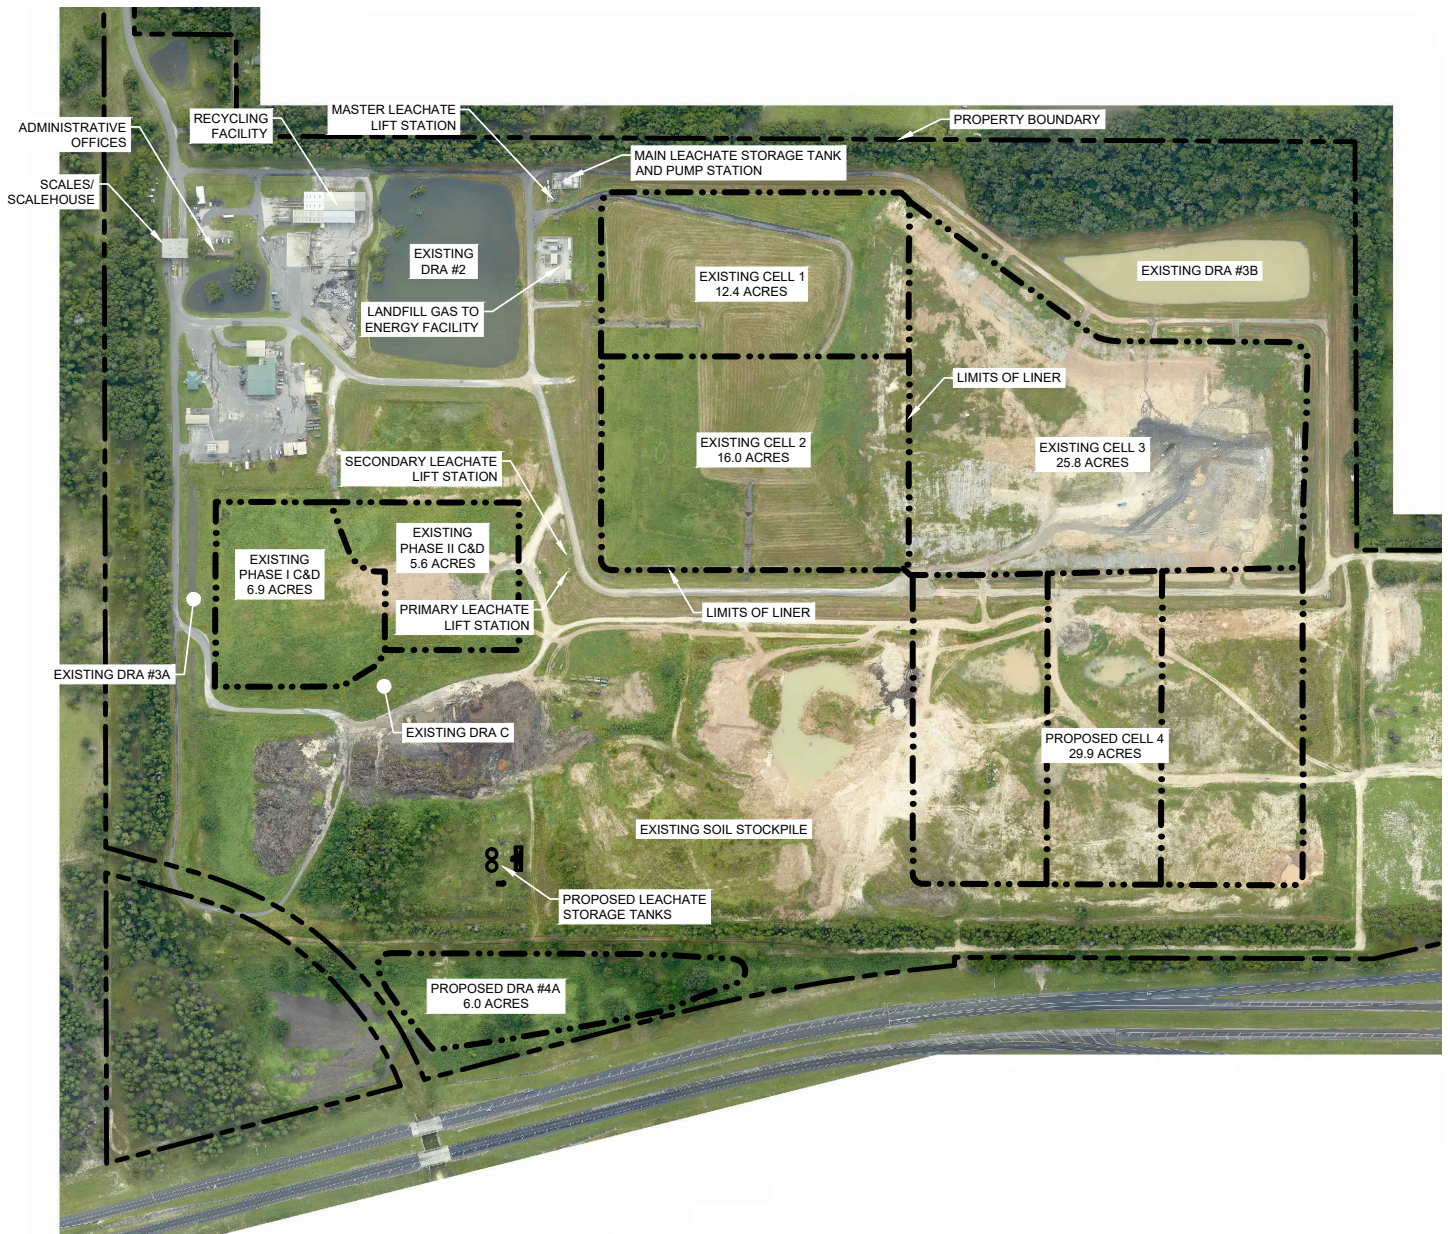 MASTER LEACHATE
LIFT STATION
RECYCLING
FACILITY
PROPERTY BOUNDARY
ADMINISTRATIVE
OFFICES
MAIN LEACHATE STORAGE TANK
AND PUMP STATION
SCALES/
SCALEHOUSE
EXISTING
DRA #2
EXISTING DRA #3B
EXISTING CELL 1
12.4 ACRES
LANDFILL GAS TO
ENERGY FACILITY
LIMITS OF LINER
EXISTING CELL 2
16.0 ACRES
EXISTING CELL 3
25.8 ACRES
SECONDARY LEACHATE
LIFT STATION
EXISTING
PHASE II C&D
5.6 ACRES
EXISTING
PHASE I C&D
6.9 ACRES
PRIMARY LEACHATE
LIFT STATION
LIMITS OF LINER
EXISTING DRA #3A
EXISTING DRA C
PROPOSED CELL 4
29.9 ACRES
EXISTING SOIL STOCKPILE
PROPOSED LEACHATE
STORAGE TANKS
PROPOSED DRA #4A
6.0 ACRES